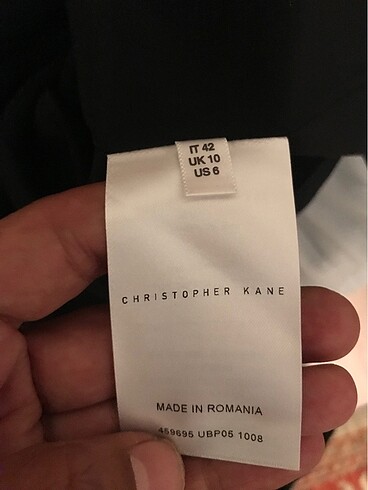 IT 42
UK 10
US 6
CHRISTOPHER KANE
MADE IN ROMANIA
459695 UBP05 1008